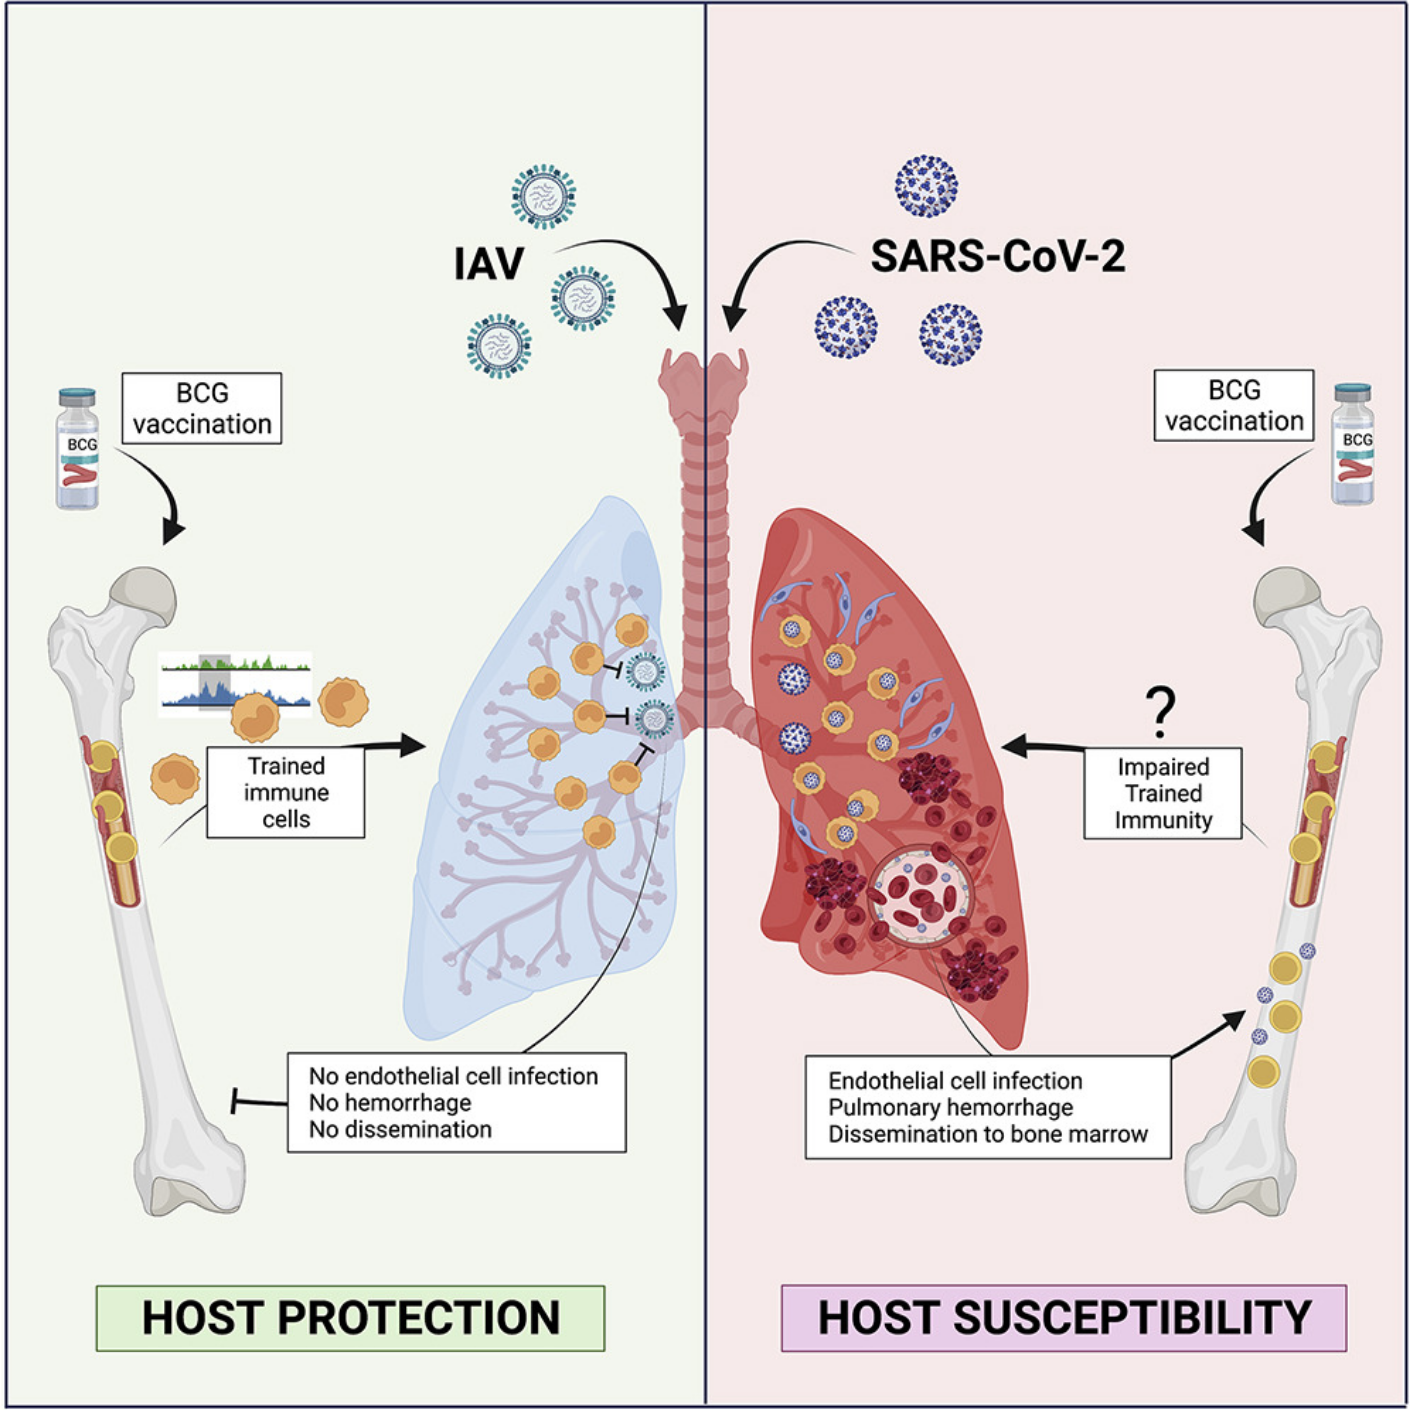 IAV
SARS-CoV-2
BCG
vaccination
BCG
BCG
vaccination
BCG
Trained
immune
cells
?
Impaired
Trained
Immunity
No endothelial cell infection
No hemorrhage
No dissemination
Endothelial cell infection
Pulmonary hemorrhage
Dissemination to bone marrow
HOST PROTECTION
HOST SUSCEPTIBILITY